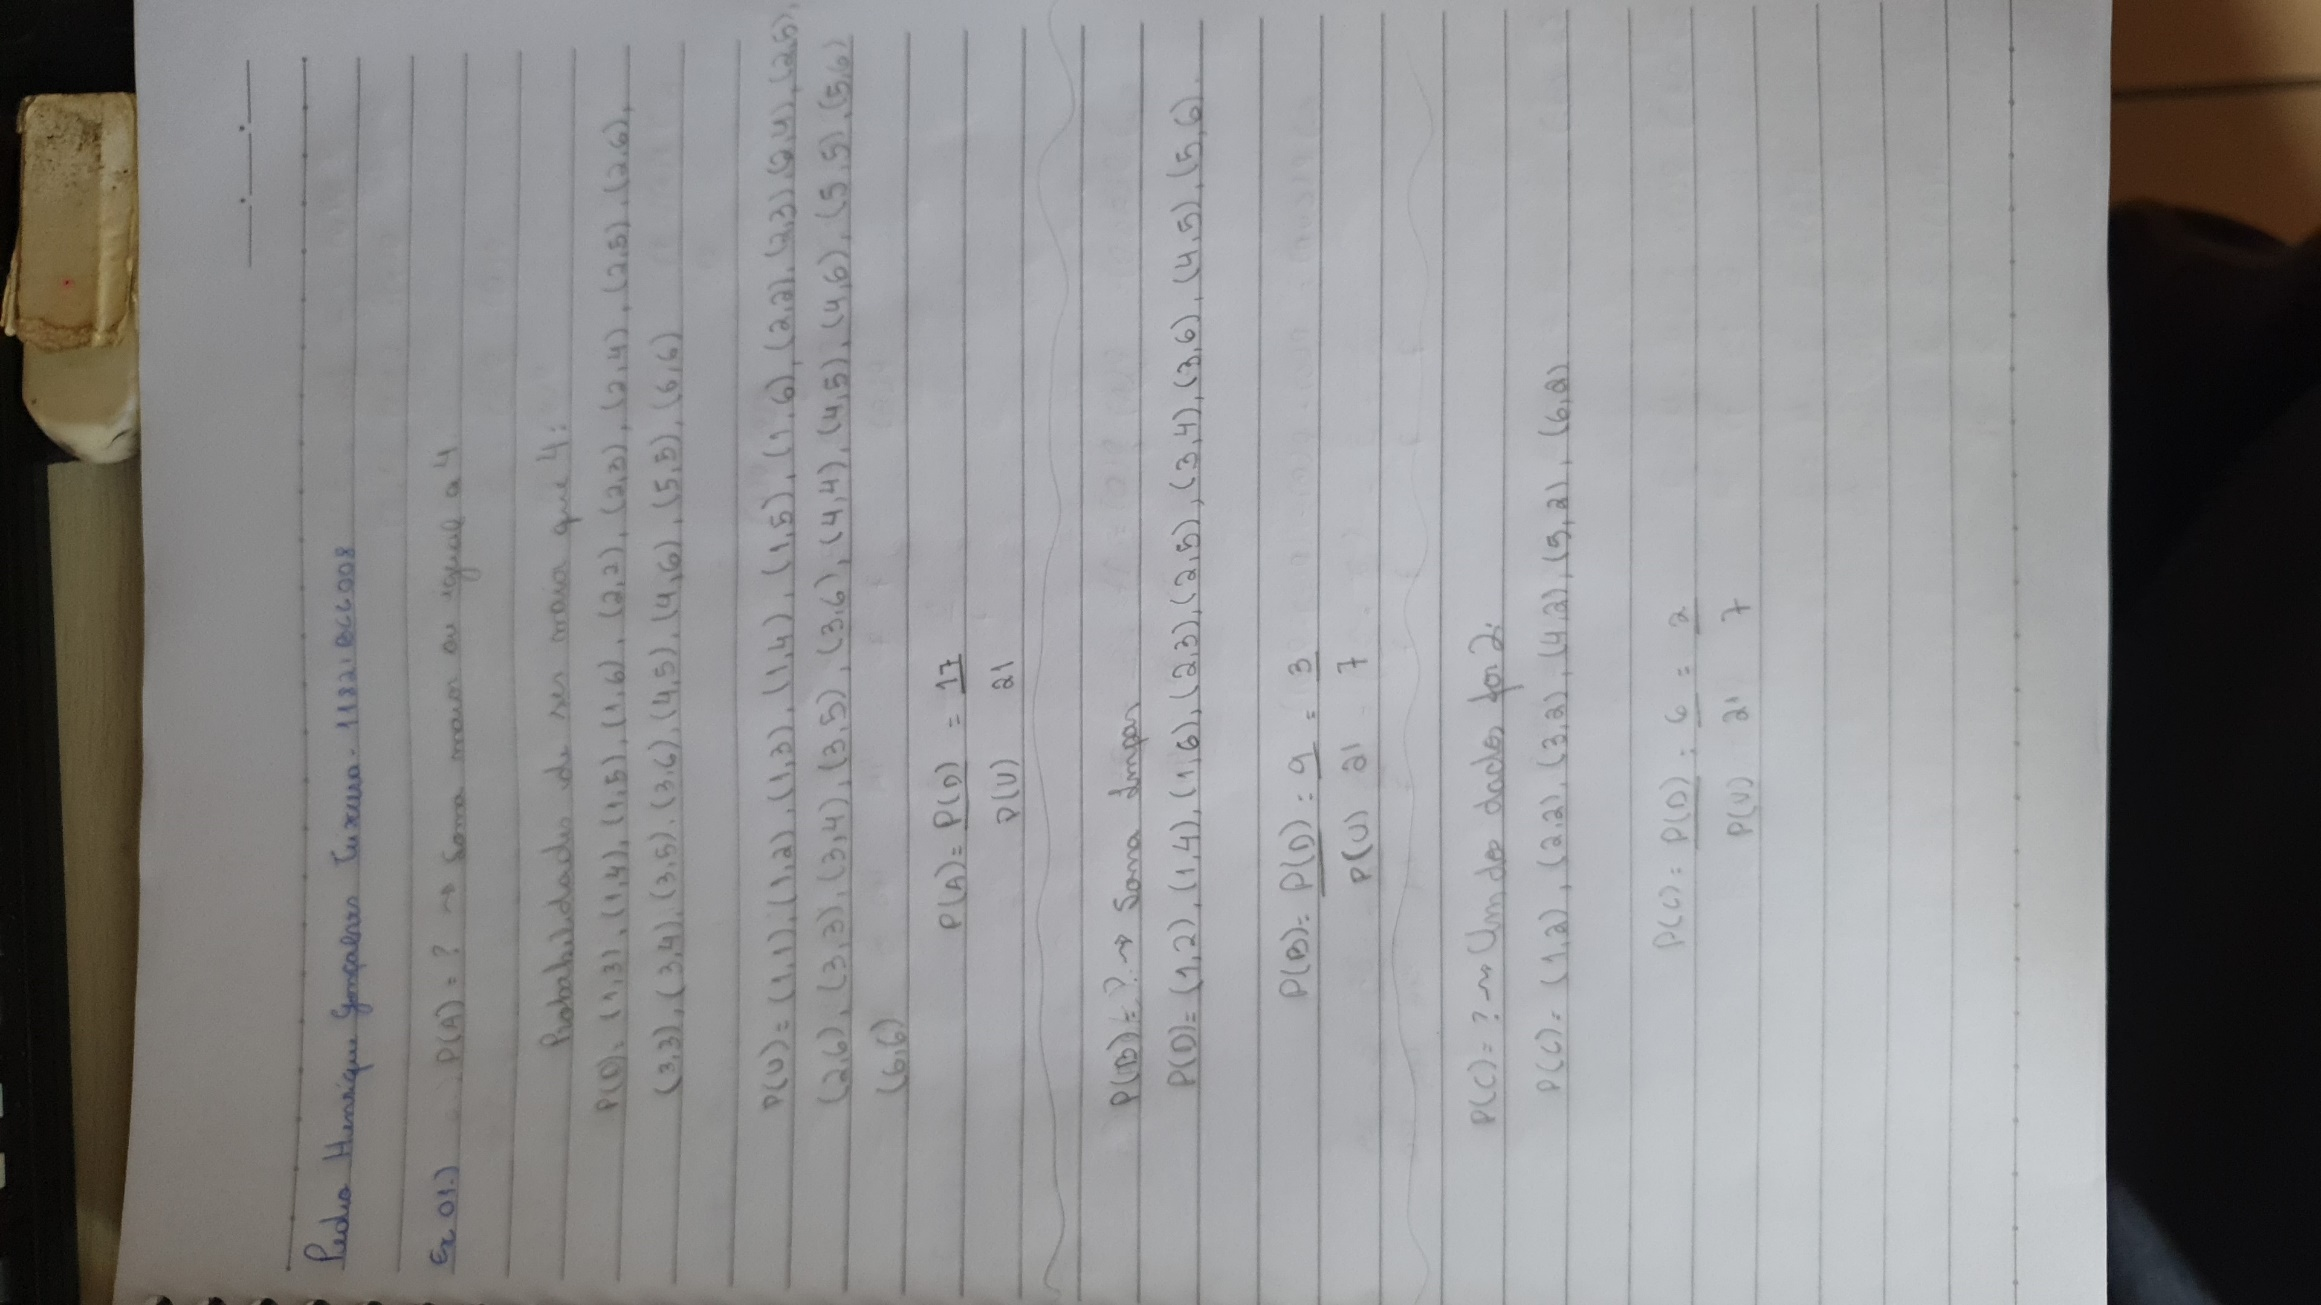 Pedro Henrique Gonçalves Teixeira - 11821BCC008
Ex 01.) P(A) = ? → Soma maior ou igual a 4
Probabilidades de ser maior que 4:
P(D) = (1,3), (1,4), (1,5), (1,6), (2,2), (2,3), (2,4), (2,5), (2,6),
(3,3), (3,4), (3,5), (3,6), (4,5), (4,6), (5,5), (6,6)
P(U) = (1,1), (1,2), (1,3), (1,4), (1,5), (1,6), (2,2), (2,3), (2,4), (2,5),
(2,6), (3,3), (3,4), (3,5), (3,6), (4,4), (4,5), (4,6), (5,5), (5,6)
(6,6)
P(A) = P(D) = 17
P(U) 21
P(B) = ? → Soma Impar
P(D) = (1,2), (1,4), (1,6), (2,3), (2,5), (3,4), (3,6), (4,5), (5,6).
P(B) = P(D) = 9 = 3
P(U) 21 7
P(C) = ? → Um do dados for 2.
P(C) = (1,2), (2,2), (3,2), (4,2), (5,2), (6,2)
P(C) = P(D) = 6 = 2
P(U) 21 7